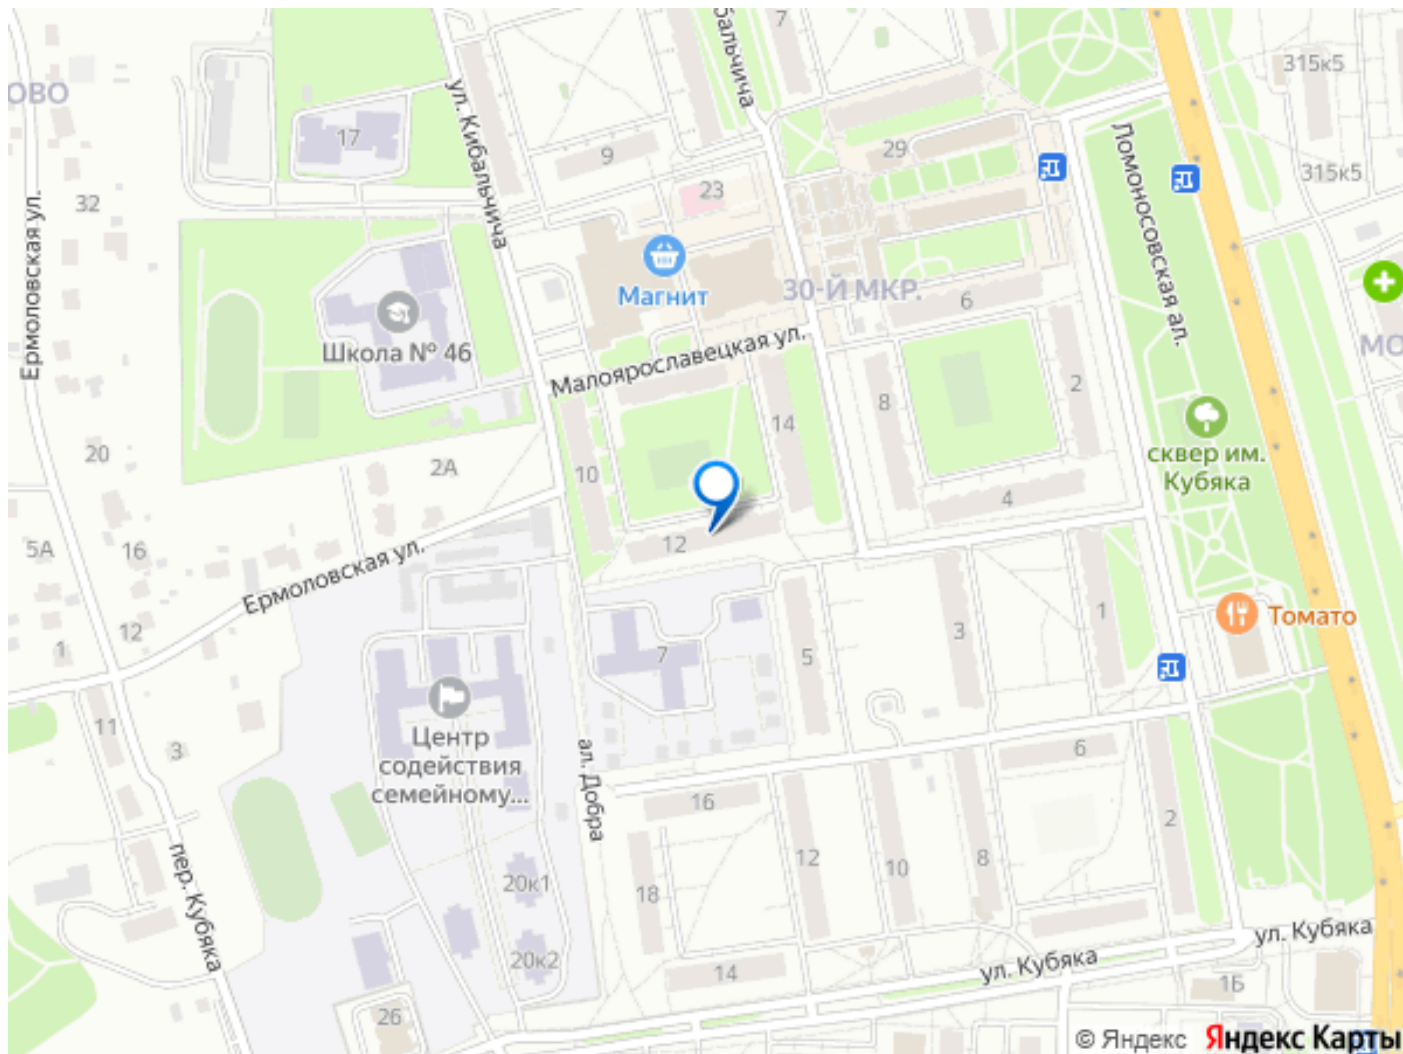 7
бальчича
315к5
ОВО
ул. Кибальчича
17
9
29
Ломоносовская ал.
315к5
32
23
Ермоловская ул.
Магнит
30-Й МКР.
6
Школа № 46
Малоярославецкая ул.
МО
2
8
14
20
2А
10
сквер им.
Кубяка
4
5А
16
12
Ермоловская ул.
1
12
1
3
Томато
7
5
11
3
Центр
содействия
семейному...
ал. Добра
6
16
2
пер. Кубяка
12
10
8
20к1
18
ул. Кубяка
20к2
14
ул. Кубяка
1Б
26
© Яндекс Яндекс Карты